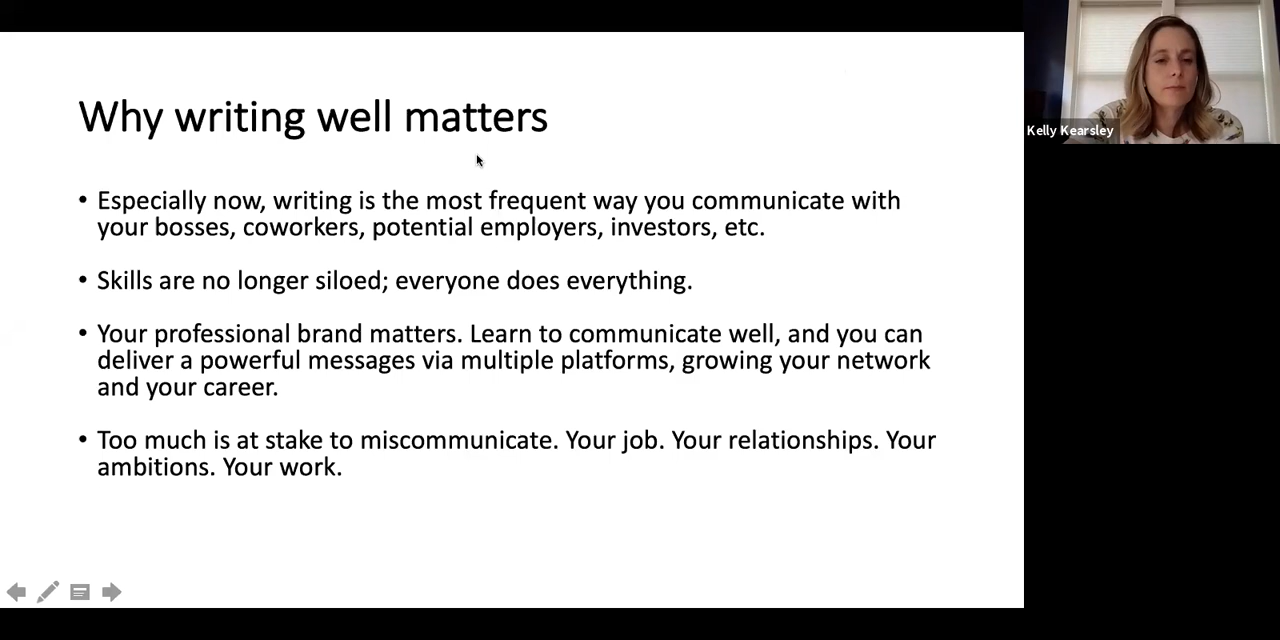 Why writing well matters
• Especially now, writing is the most frequent way you communicate with
your bosses, coworkers, potential employers, investors, etc.
• Skills are no longer siloed; everyone does everything.
• Your professional brand matters. Learn to communicate well, and you can
deliver a powerful messages via multiple platforms, growing your network
and your career.
• Too much is at stake to miscommunicate. Your job. Your relationships. Your
ambitions. Your work.
Kelly Kearsley